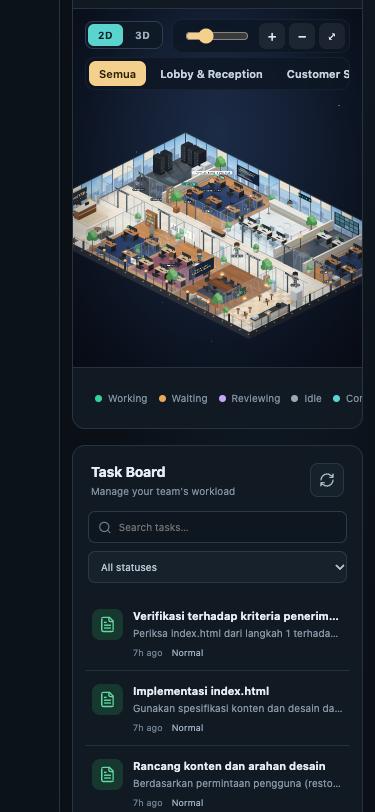 2D 3D
Semua Lobby & Reception Customer S
Working Waiting Reviewing Idle Cor
Task Board
Manage your team's workload
Search tasks...
All statuses
Verifikasi terhadap kriteria penerim...
Periksa index.html dari langkah 1 terhada...
7h ago Normal
Implementasi index.html
Gunakan spesifikasi konten dan desain da...
7h ago Normal
Rancang konten dan arahan desain
Berdasarkan permintaan pengguna (resto...
7h ago Normal